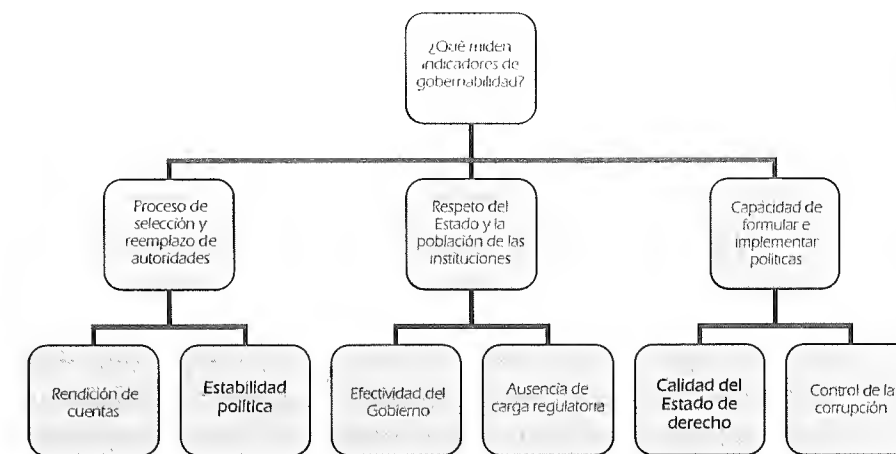 ¿Qué miden
indicadores de
gobernabilidad?
Proceso de
selección y
reemplazo de
autoridades
Respeto del
Estado y la
población de las
instituciones
Capacidad de
formular e
implementar
políticas
Rendición de
cuentas
Estabilidad
política
Efectividad del
Gobierno
Ausencia de
carga regulatoria
Calidad del
Estado de
derecho
Control de la
corrupción